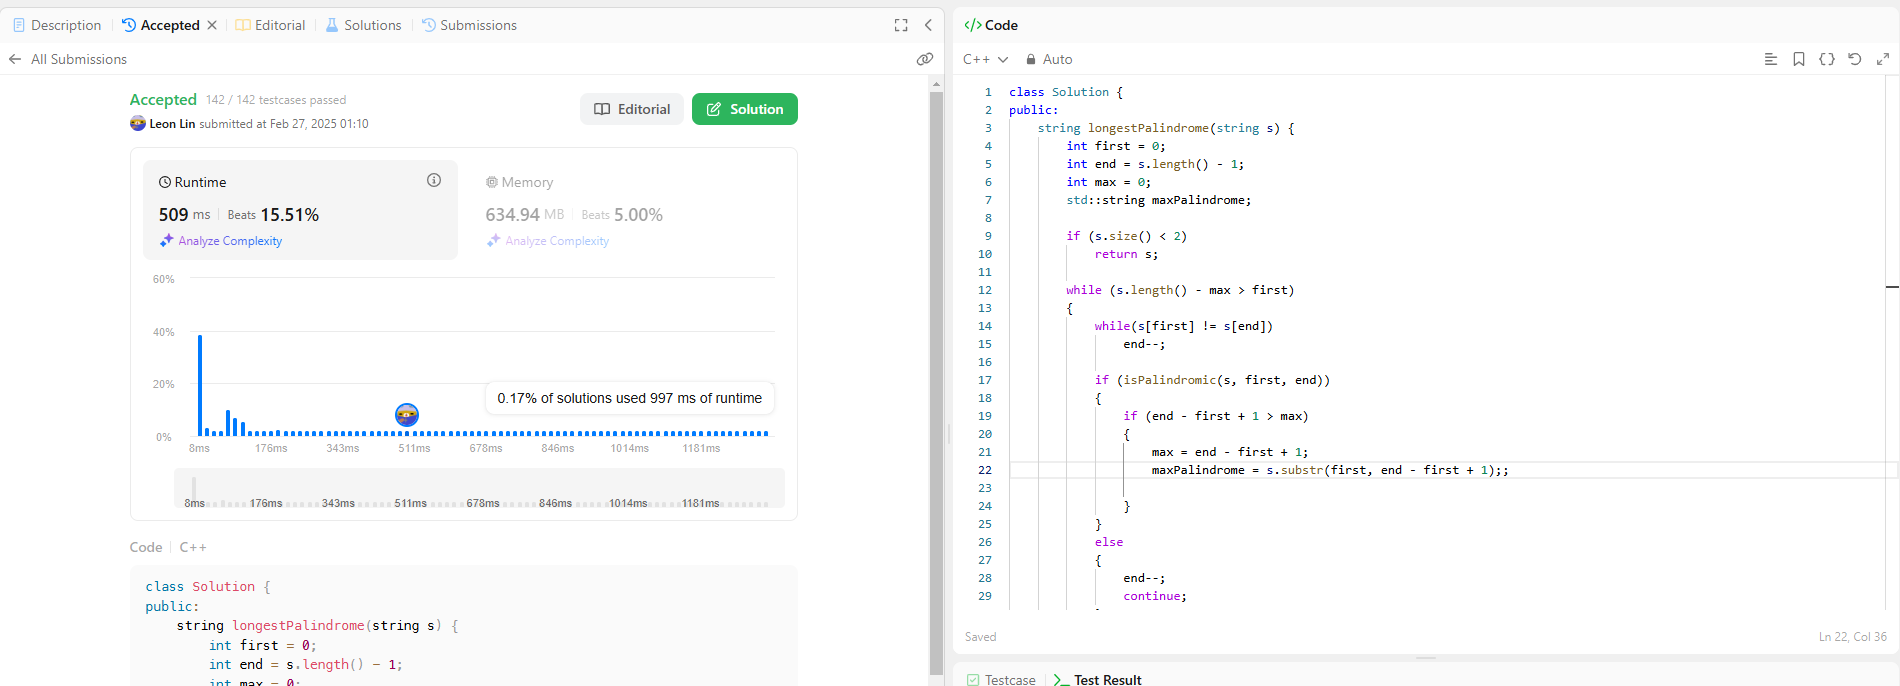 Description
Accepted
Editorial
Solutions
Submissions
All Submissions
Accepted 142 / 142 testcases passed
Leon Lin submitted at Feb 27, 2025 01:10
Editorial
Solution
Runtime
509 ms Beats 15.51%
Analyze Complexity
Memory
634.94 MB Beats 5.00%
Analyze Complexity
60%
40%
20%
0%
0.17% of solutions used 997 ms of runtime
8ms 176ms 343ms 511ms 678ms 846ms 1014ms 1181ms
8ms 176ms 343ms 511ms 678ms 846ms 1014ms 1181ms
Code C++
class Solution {
public:
    string longestPalindrome(string s) {
        int first = 0;
        int end = s.length() - 1;
        int max = 0;
</> Code
C++ Auto
1 class Solution {
2 public:
3     string longestPalindrome(string s) {
4         int first = 0;
5         int end = s.length() - 1;
6         int max = 0;
7         std::string maxPalindrome;
8
9         if (s.size() < 2)
10             return s;
11
12         while (s.length() - max > first)
13         {
14             while(s[first] != s[end])
15                 end--;
16
17             if (isPalindromic(s, first, end))
18             {
19                 if (end - first + 1 > max)
20                 {
21                     max = end - first + 1;
22                     maxPalindrome = s.substr(first, end - first + 1);;
23
24                 }
25             }
26             else
27             {
28                 end--;
29                 continue;
Saved
Ln 22, Col 36
Testcase
Test Result